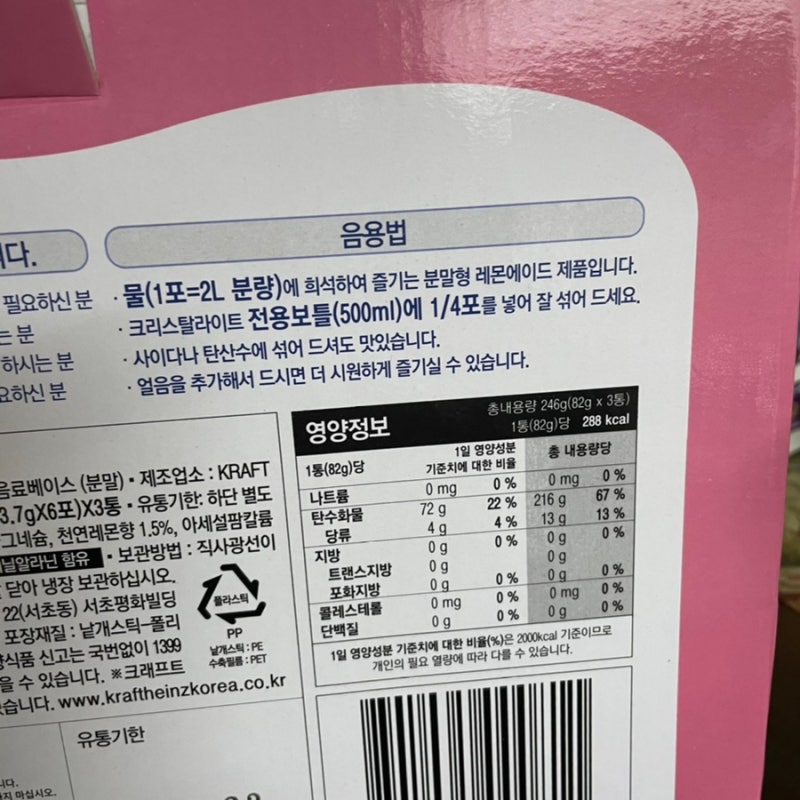 니다.
필요하신 분
는 분
하시는 분
요하신 분
음용법
· 물(1포=2L 분량)에 희석하여 즐기는 분말형 레몬에이드 제품입니다.
· 크리스탈라이트 전용보틀(500ml)에 1/4포를 넣어 잘 섞어 드세요.
· 사이다나 탄산수에 섞어 드셔도 맛있습니다.
· 얼음을 추가해서 드시면 더 시원하게 즐기실 수 있습니다.
음료베이스 (분말) ▪ 제조업소 : KRAFT
3.7gX6포)X3통 ▪ 유통기한: 하단 별도
그네슘, 천연레몬향 1.5%, 아세설팜칼륨
닐알라닌 함유 ▪ 보관방법 : 직사광선이
닫아 냉장 보관하십시오.
22(서초동) 서초평화빌딩
포장재질 : 낱개스틱-폴리
식품 신고는 국번없이 1399
을 수 있습니다. ※크래프트
습니다. www.kraftheinzkorea.co.kr
플라스틱
PP
낱개스틱 : PE
수축필름 : PET
영양정보
총내용량 246g(82g x 3통)
1통(82g)당 288 kcal
1통(82g)당 1일 영양성분 기준치에 대한 비율 총 내용량당
나트륨 0 mg 0 % 0 mg 0 %
탄수화물 72 g 22 % 216 g 67 %
당류 4 g 4 % 13 g 13 %
지방 0 g 0 % 0 g 0 %
트랜스지방 0 g 0 g
포화지방 0 g 0 % 0 g 0 %
콜레스테롤 0 mg 0 % 0 mg 0 %
단백질 0 g 0 % 0 g 0 %
1일 영양성분 기준치에 대한 비율(%)은 2000kcal 기준이므로
개인의 필요 열량에 따라 다를 수 있습니다.
유통기한
니다.
지 마십시오.